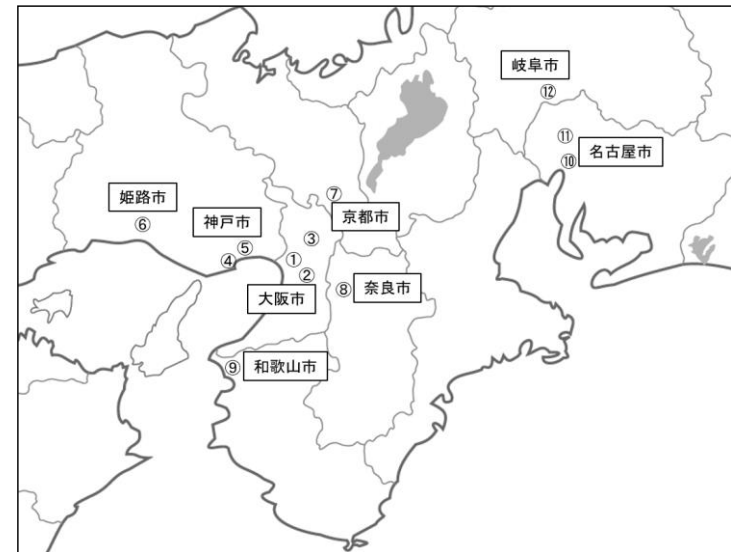 岐阜市
⑫
⑪
⑩
名古屋市
姫路市
⑥
神戸市
⑤
④
⑦
京都市
③
①
②
大阪市
⑧
奈良市
⑨
和歌山市